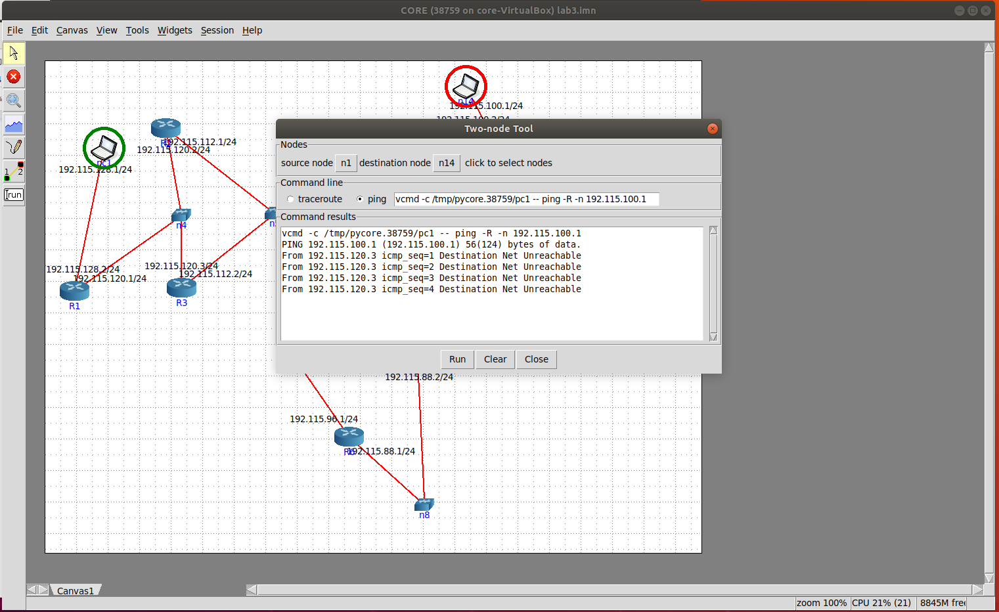 CORE (38759 on core-VirtualBox) lab3.imn
File Edit Canvas View Tools Widgets Session Help
n14
192.115.100.1/24
R2
192.115.112.1/24
192.115.120.2/24
pc1
192.115.128.1/24
1 2
run
Two-node Tool
Nodes
source node n1 destination node n14 click to select nodes
Command line
traceroute ping vcmd -c /tmp/pycore.38759/pc1 -- ping -R -n 192.115.100.1
Command results
vcmd -c /tmp/pycore.38759/pc1 -- ping -R -n 192.115.100.1
PING 192.115.100.1 (192.115.100.1) 56(124) bytes of data.
From 192.115.120.3 icmp_seq=1 Destination Net Unreachable
From 192.115.120.3 icmp_seq=2 Destination Net Unreachable
From 192.115.120.3 icmp_seq=3 Destination Net Unreachable
From 192.115.120.3 icmp_seq=4 Destination Net Unreachable
Run Clear Close
n4
192.115.128.2/24
192.115.120.1/24
R1
192.115.120.3/24
192.115.112.2/24
R3
192.115.88.2/24
192.115.96.1/24
R6
192.115.88.1/24
n8
Canvas1
zoom 100% CPU 21% (21) 8845M free